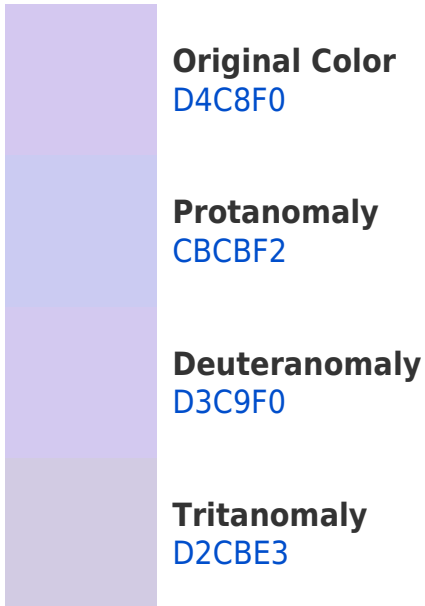 Original Color
D4C8F0
Protanomaly
CBCBF2
Deuteranomaly
D3C9F0
Tritanomaly
D2CBE3